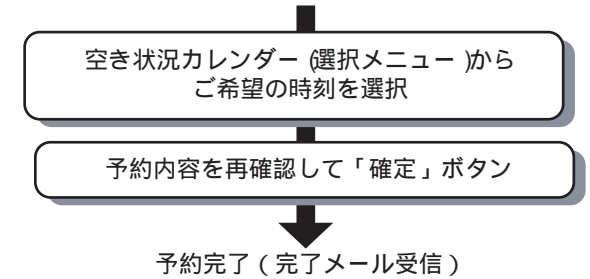 空き状況カレンダー(選択メニュー)から
ご希望の時刻を選択
予約内容を再確認して「確定」ボタン
予約完了(完了メール受信)